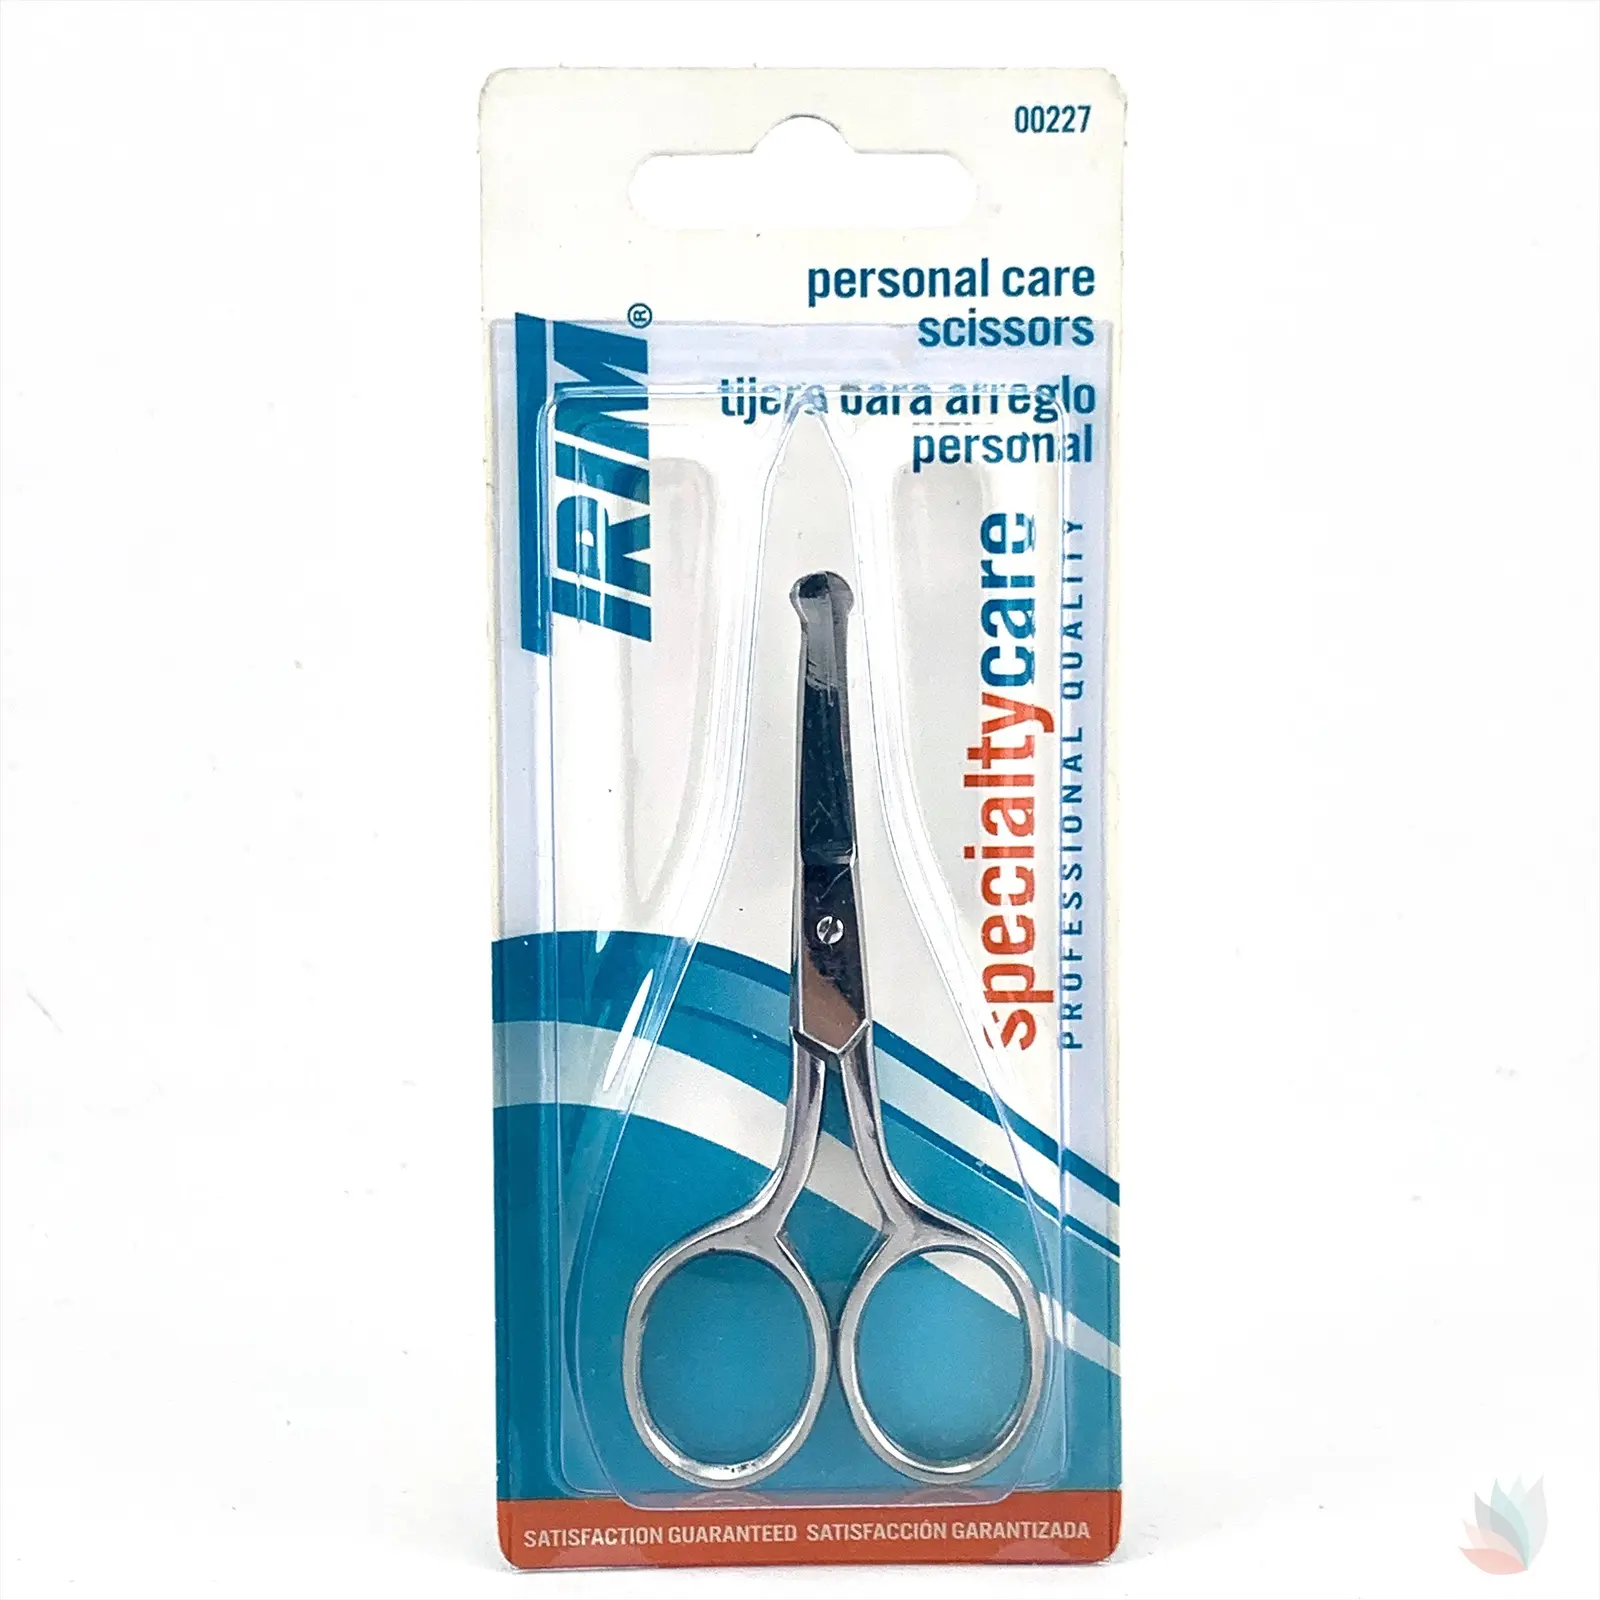 00227
personal care
scissors
tijera para arreglo
personal
TRIM®
specialtycare
PROFESSIONAL QUALITY
SATISFACTION GUARANTEED SATISFACCIÓN GARANTIZADA